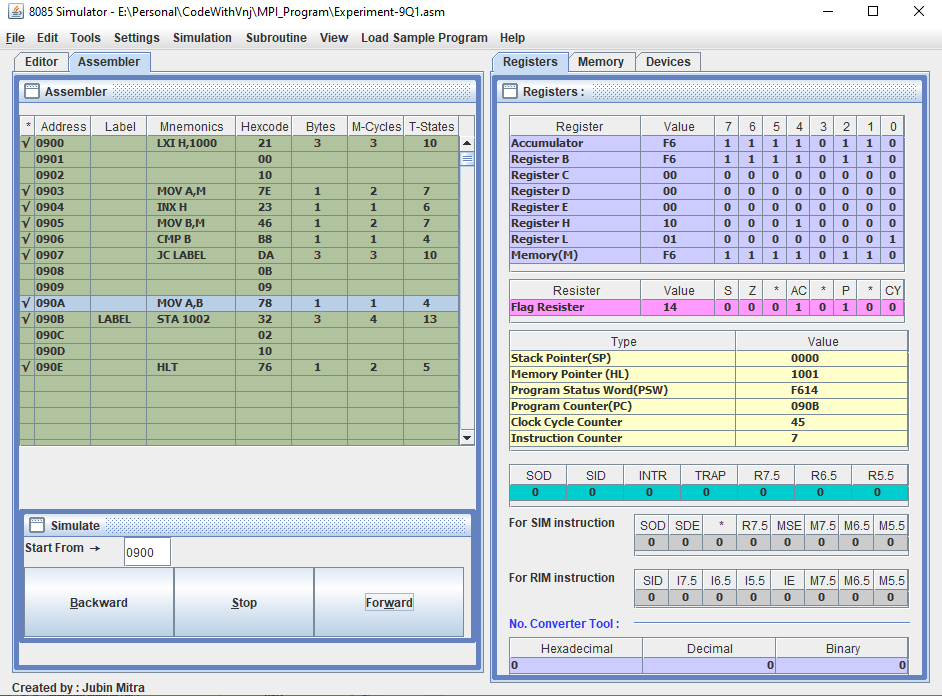 8085 Simulator - E:\Personal\CodeWithVnj\MPI_Program\Experiment-9Q1.asm
File Edit Tools Settings Simulation Subroutine View Load Sample Program Help
Editor Assembler
Assembler
* Address Label Mnemonics Hexcode Bytes M-Cycles T-States
√ 0900 LXI H,1000 21 3 3 10
0901 00
0902 10
√ 0903 MOV A,M 7E 1 2 7
√ 0904 INX H 23 1 1 6
√ 0905 MOV B,M 46 1 2 7
√ 0906 CMP B B8 1 1 4
√ 0907 JC LABEL DA 3 3 10
0908 0B
0909 09
√ 090A MOV A,B 78 1 1 4
√ 090B LABEL STA 1002 32 3 4 13
090C 02
090D 10
√ 090E HLT 76 1 2 5
Simulate
Start From → 0900
Backward Stop Forward
Created by : Jubin Mitra
Registers Memory Devices
Registers :
Register Value 7 6 5 4 3 2 1 0
Accumulator F6 1 1 1 1 0 1 1 0
Register B F6 1 1 1 1 0 1 1 0
Register C 00 0 0 0 0 0 0 0 0
Register D 00 0 0 0 0 0 0 0 0
Register E 00 0 0 0 0 0 0 0 0
Register H 10 0 0 0 1 0 0 0 0
Register L 01 0 0 0 0 0 0 0 1
Memory(M) F6 1 1 1 1 0 1 1 0
Resister Value S Z * AC * P * CY
Flag Resister 14 0 0 0 1 0 1 0 0
Type Value
Stack Pointer(SP) 0000
Memory Pointer (HL) 1001
Program Status Word(PSW) F614
Program Counter(PC) 090B
Clock Cycle Counter 45
Instruction Counter 7
SOD SID INTR TRAP R7.5 R6.5 R5.5
0 0 0 0 0 0 0
For SIM instruction SOD SDE * R7.5 MSE M7.5 M6.5 M5.5
0 0 0 0 0 0 0 0
For RIM instruction SID I7.5 I6.5 I5.5 IE M7.5 M6.5 M5.5
0 0 0 0 0 0 0 0
No. Converter Tool :
Hexadecimal Decimal Binary
0 0 0